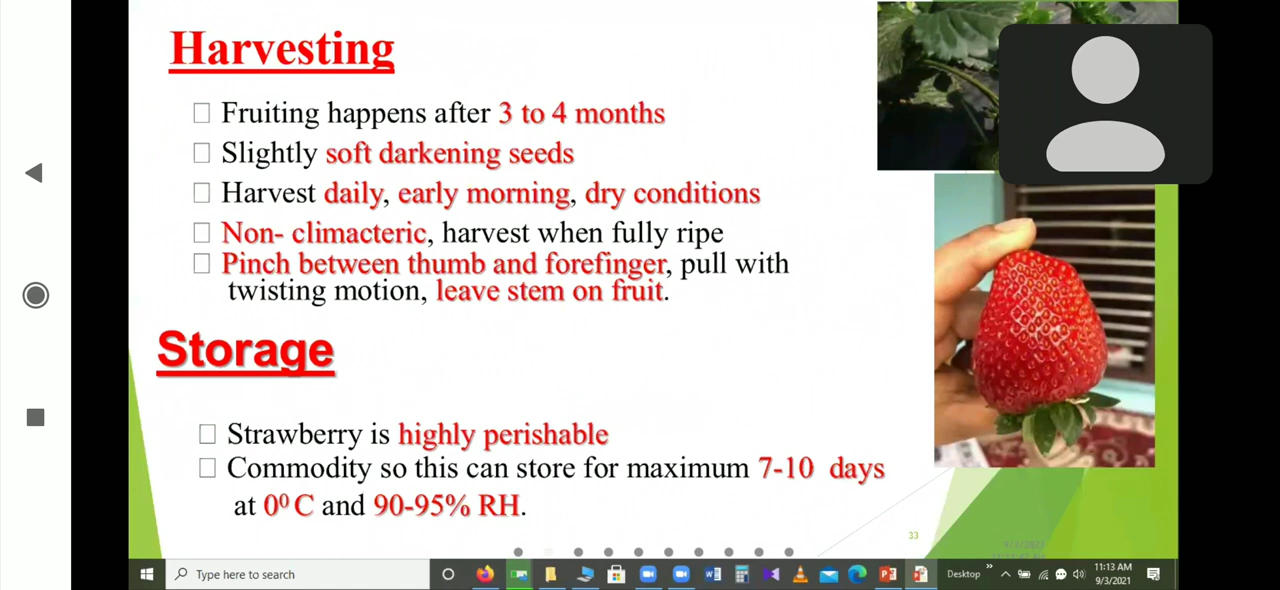 Harvesting
Fruiting happens after 3 to 4 months
Slightly soft darkening seeds
Harvest daily, early morning, dry conditions
Non- climacteric, harvest when fully ripe
Pinch between thumb and forefinger, pull with
twisting motion, leave stem on fruit.
Storage
Strawberry is highly perishable
Commodity so this can store for maximum 7-10 days
at 0⁰ C and 90-95% RH.
33
Type here to search
Desktop
11:13 AM
9/3/2021